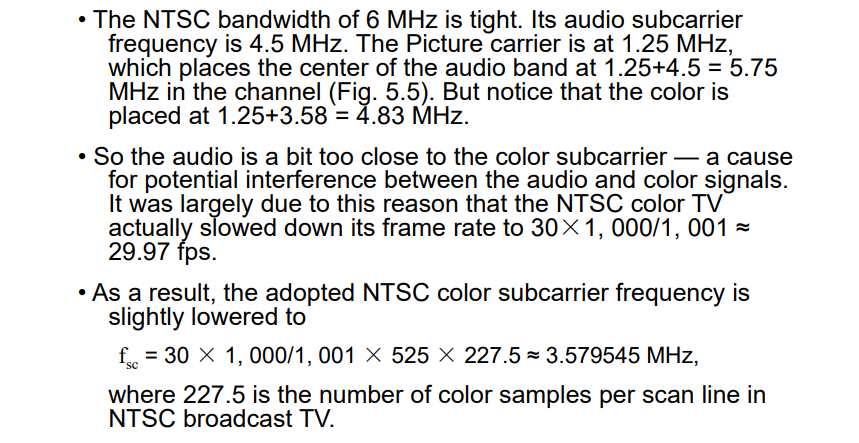 • The NTSC bandwidth of 6 MHz is tight. Its audio subcarrier
frequency is 4.5 MHz. The Picture carrier is at 1.25 MHz,
which places the center of the audio band at 1.25+4.5 = 5.75
MHz in the channel (Fig. 5.5). But notice that the color is
placed at 1.25+3.58 = 4.83 MHz.
• So the audio is a bit too close to the color subcarrier — a cause
for potential interference between the audio and color signals.
It was largely due to this reason that the NTSC color TV
actually slowed down its frame rate to 30×1, 000/1, 001 ≈
29.97 fps.
• As a result, the adopted NTSC color subcarrier frequency is
slightly lowered to
fsc = 30 × 1, 000/1, 001 × 525 × 227.5 ≈ 3.579545 MHz,
where 227.5 is the number of color samples per scan line in
NTSC broadcast TV.